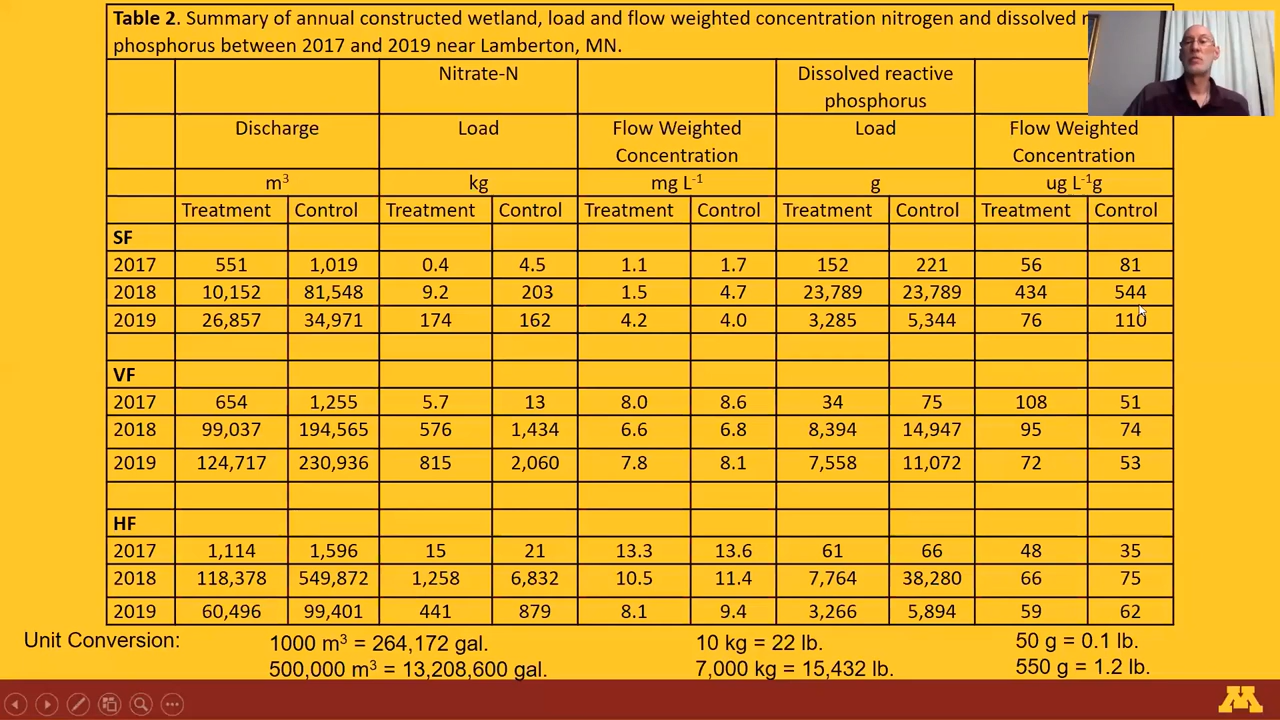 Table 2. Summary of annual constructed wetland, load and flow weighted concentration nitrogen and dissolved
phosphorus between 2017 and 2019 near Lamberton, MN.
Nitrate-N Dissolved reactive phosphorus
Discharge Load Flow Weighted Concentration Load Flow Weighted Concentration
m³ kg mg L⁻¹ g ug L⁻¹g
Treatment Control Treatment Control Treatment Control Treatment Control Treatment Control
SF
2017 551 1,019 0.4 4.5 1.1 1.7 152 221 56 81
2018 10,152 81,548 9.2 203 1.5 4.7 23,789 23,789 434 544
2019 26,857 34,971 174 162 4.2 4.0 3,285 5,344 76 110
VF
2017 654 1,255 5.7 13 8.0 8.6 34 75 108 51
2018 99,037 194,565 576 1,434 6.6 6.8 8,394 14,947 95 74
2019 124,717 230,936 815 2,060 7.8 8.1 7,558 11,072 72 53
HF
2017 1,114 1,596 15 21 13.3 13.6 61 66 48 35
2018 118,378 549,872 1,258 6,832 10.5 11.4 7,764 38,280 66 75
2019 60,496 99,401 441 879 8.1 9.4 3,266 5,894 59 62
Unit Conversion: 1000 m³ = 264,172 gal. 10 kg = 22 lb. 50 g = 0.1 lb.
500,000 m³ = 13,208,600 gal. 7,000 kg = 15,432 lb. 550 g = 1.2 lb.
M